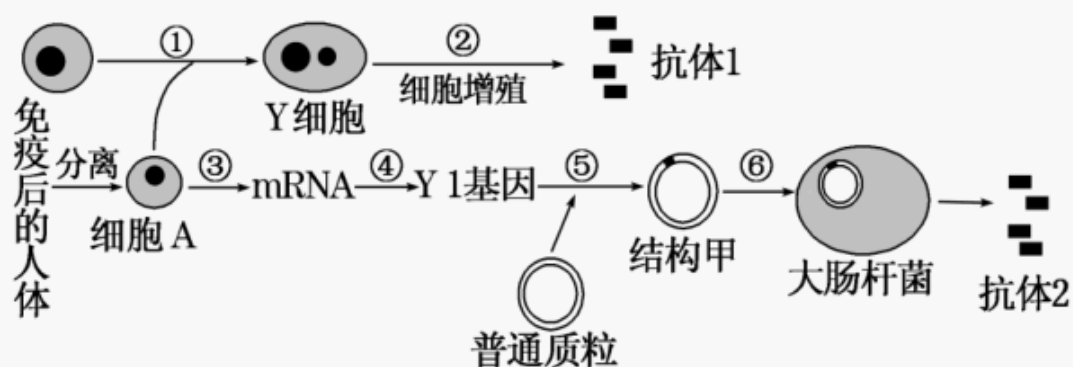 ①
②
细胞增殖
抗体1
Y细胞
免疫后的人体
分离
细胞A
③
mRNA
④
Y 1基因
⑤
普通质粒
结构甲
⑥
大肠杆菌
抗体2